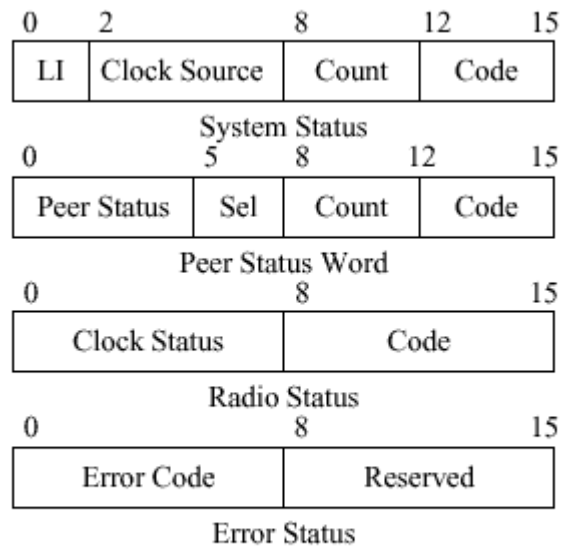 0 2 8 12 15
LI Clock Source Count Code
System Status
0 5 8 12 15
Peer Status Sel Count Code
Peer Status Word
0 8 15
Clock Status Code
Radio Status
0 8 15
Error Code Reserved
Error Status